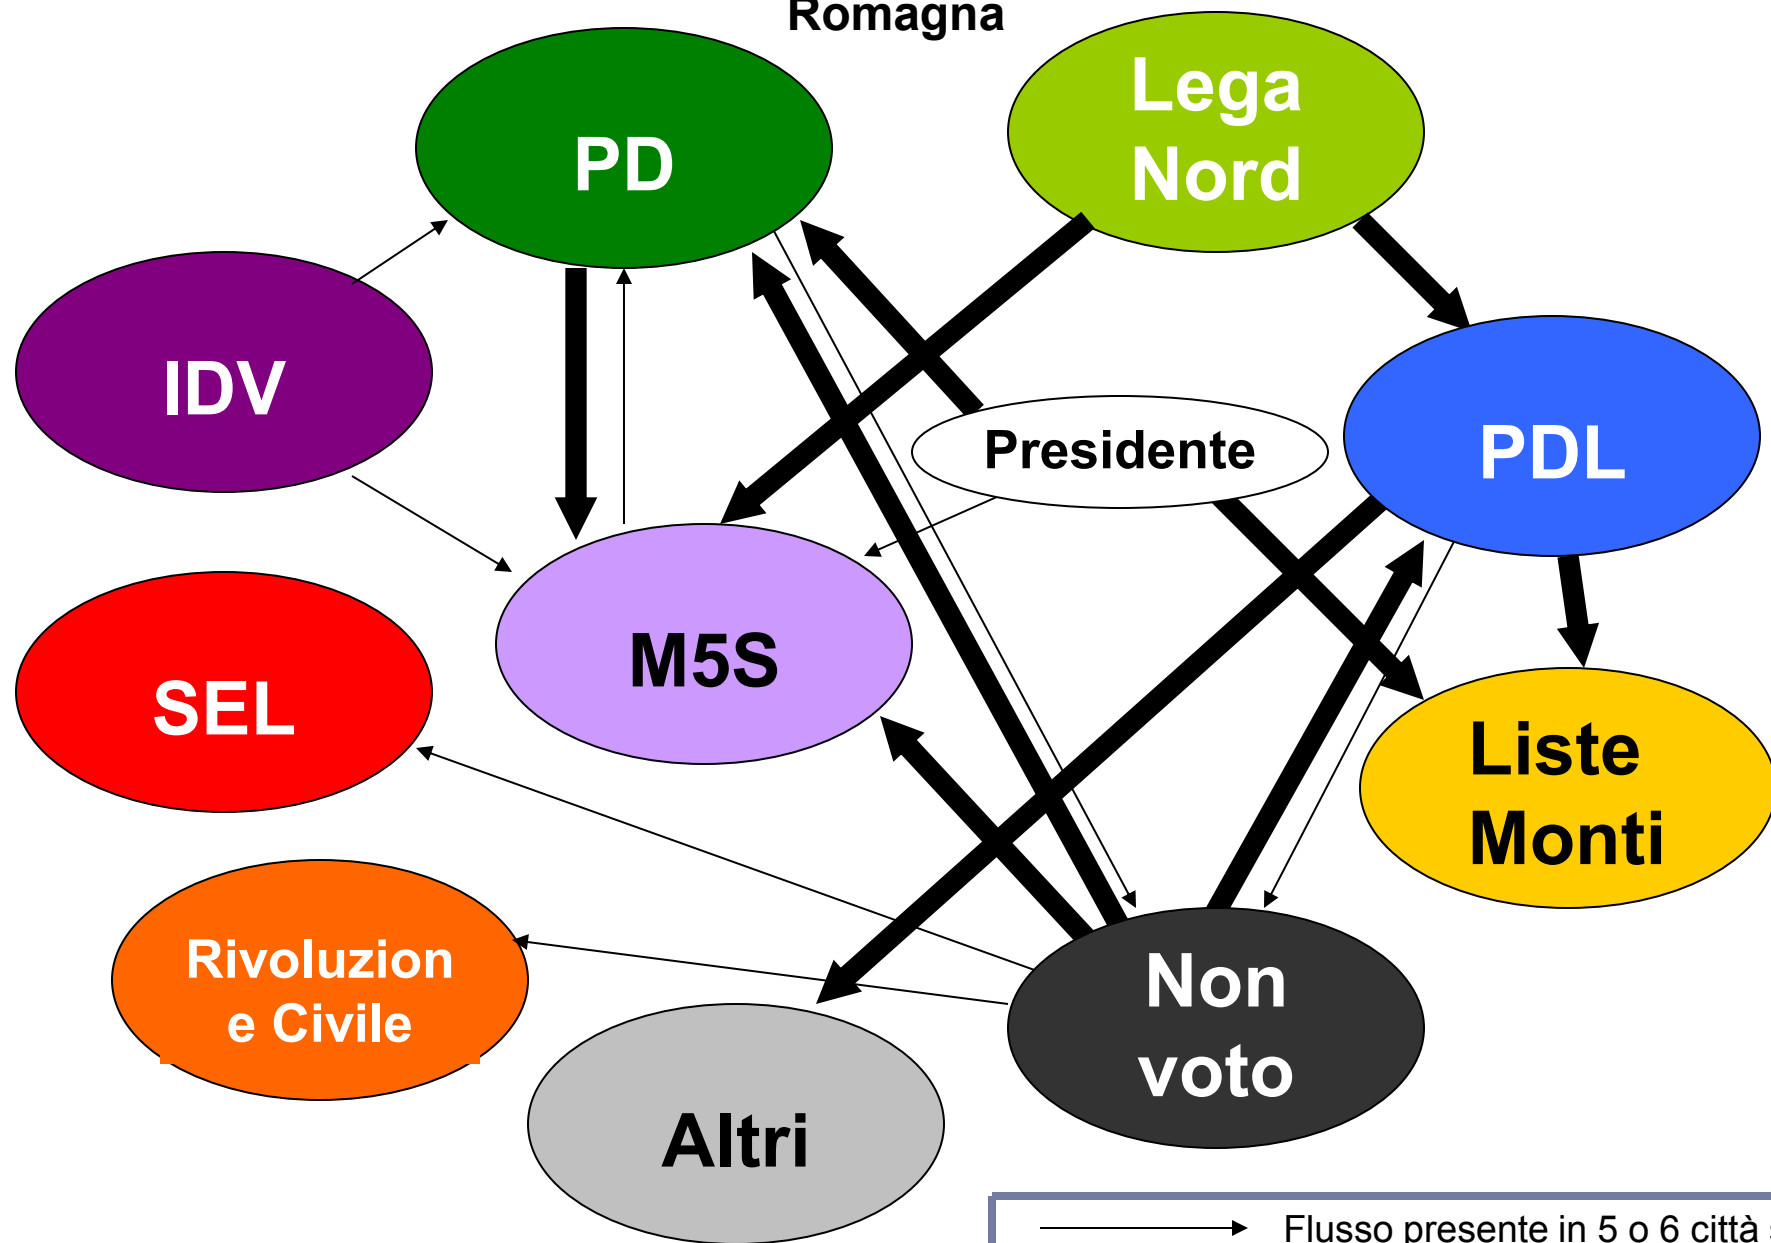 Romagna
PD
Lega
Nord
IDV
Presidente
PDL
M5S
SEL
Liste
Monti
Rivoluzion
e Civile
Non
voto
Altri
Flusso presente in 5 o 6 città